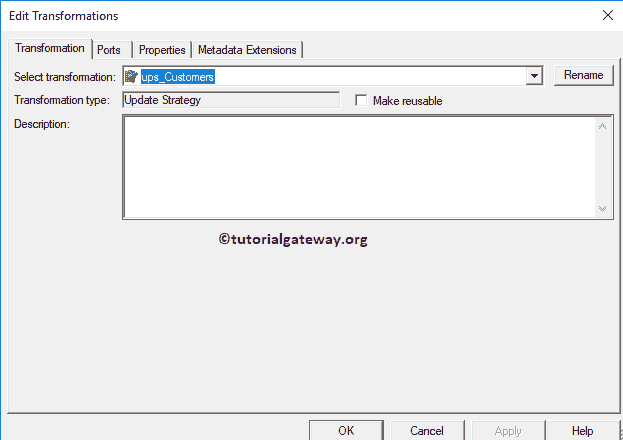 Edit Transformations
Transformation Ports Properties Metadata Extensions
Select transformation: ups_Customers Rename
Transformation type: Update Strategy Make reusable
Description:
©tutorialgateway.org
OK Cancel Apply Help